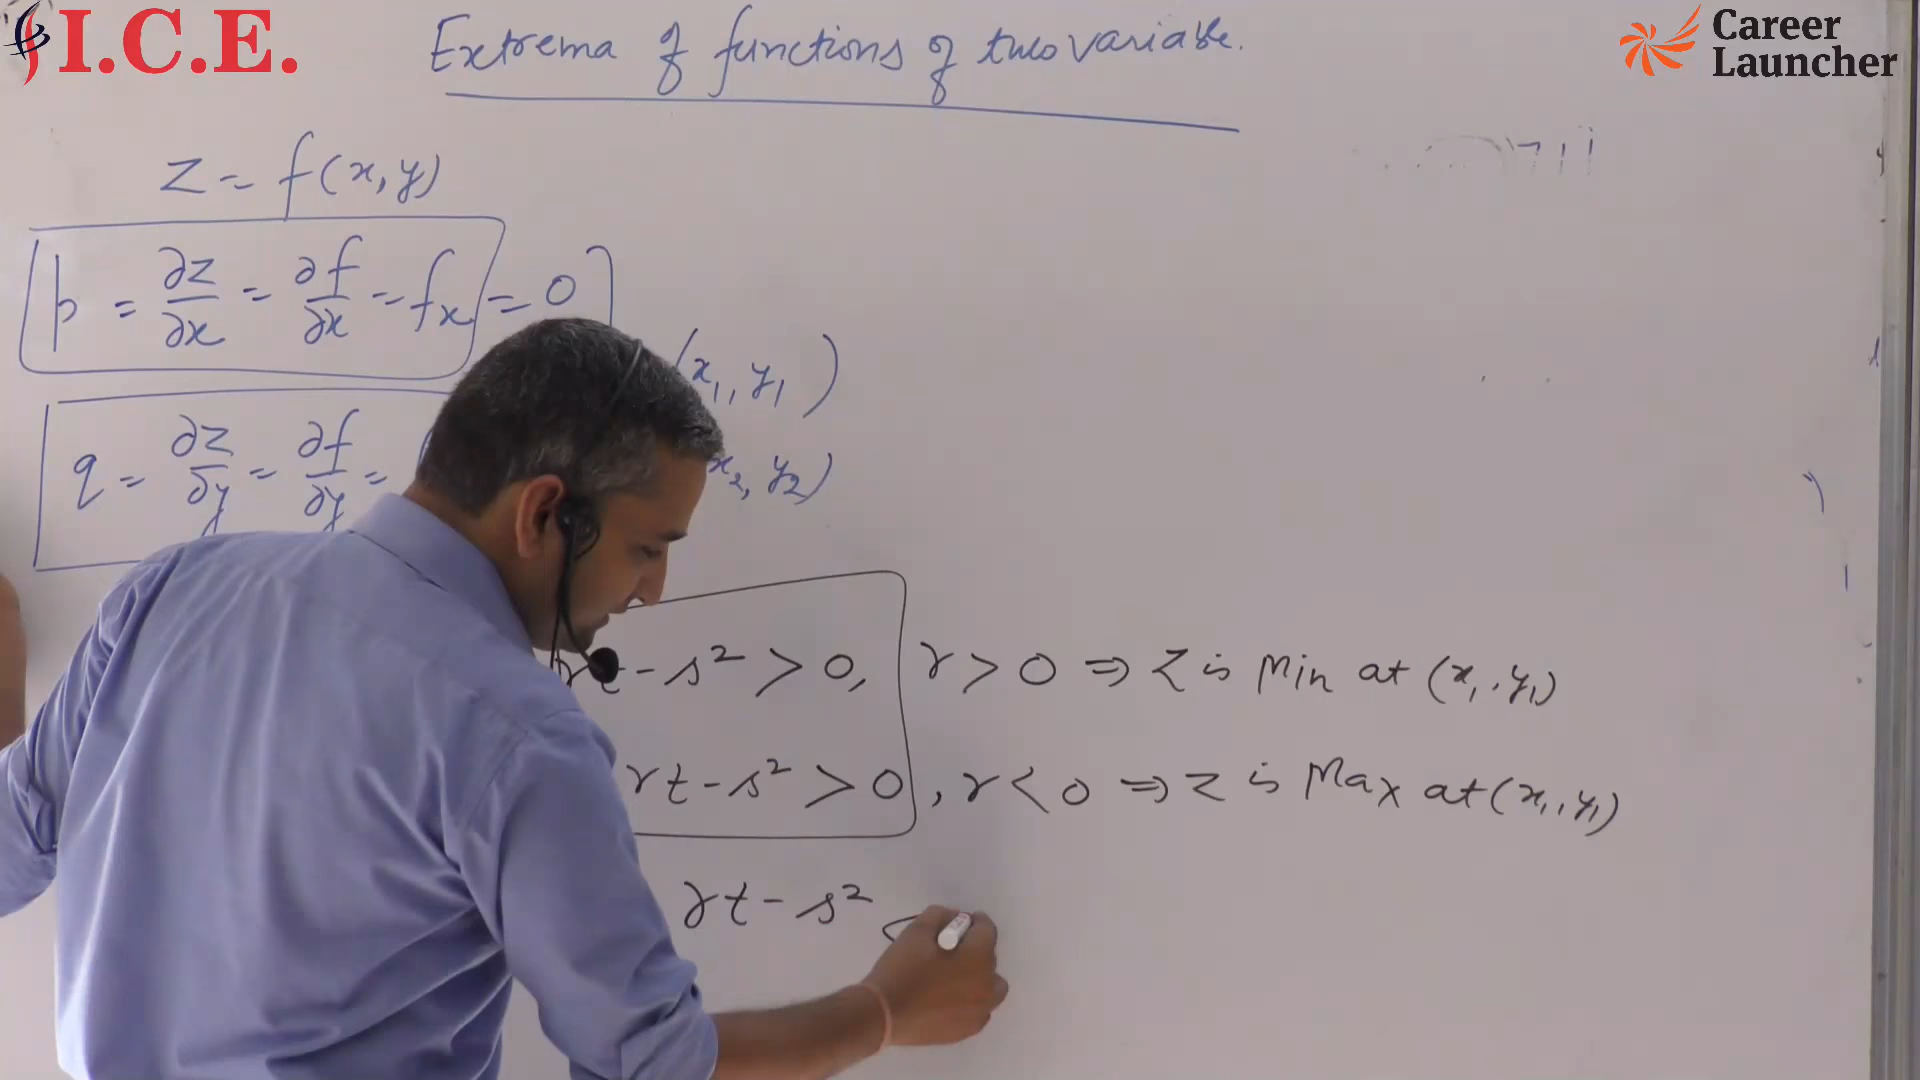 I.C.E.
Career
Launcher
Extrema of functions of two variable.
z = f(x,y)
p = ∂z/∂x = ∂f/∂x = fx = 0
(x₁, y₁)
q = ∂z/∂y = ∂f/∂y =
x₂, y₂)
rt - s² > 0, r > 0 ⇒ z is Min at (x₁, y₁)
rt - s² > 0, r < 0 ⇒ z is Max at (x₁, y₁)
rt - s² <